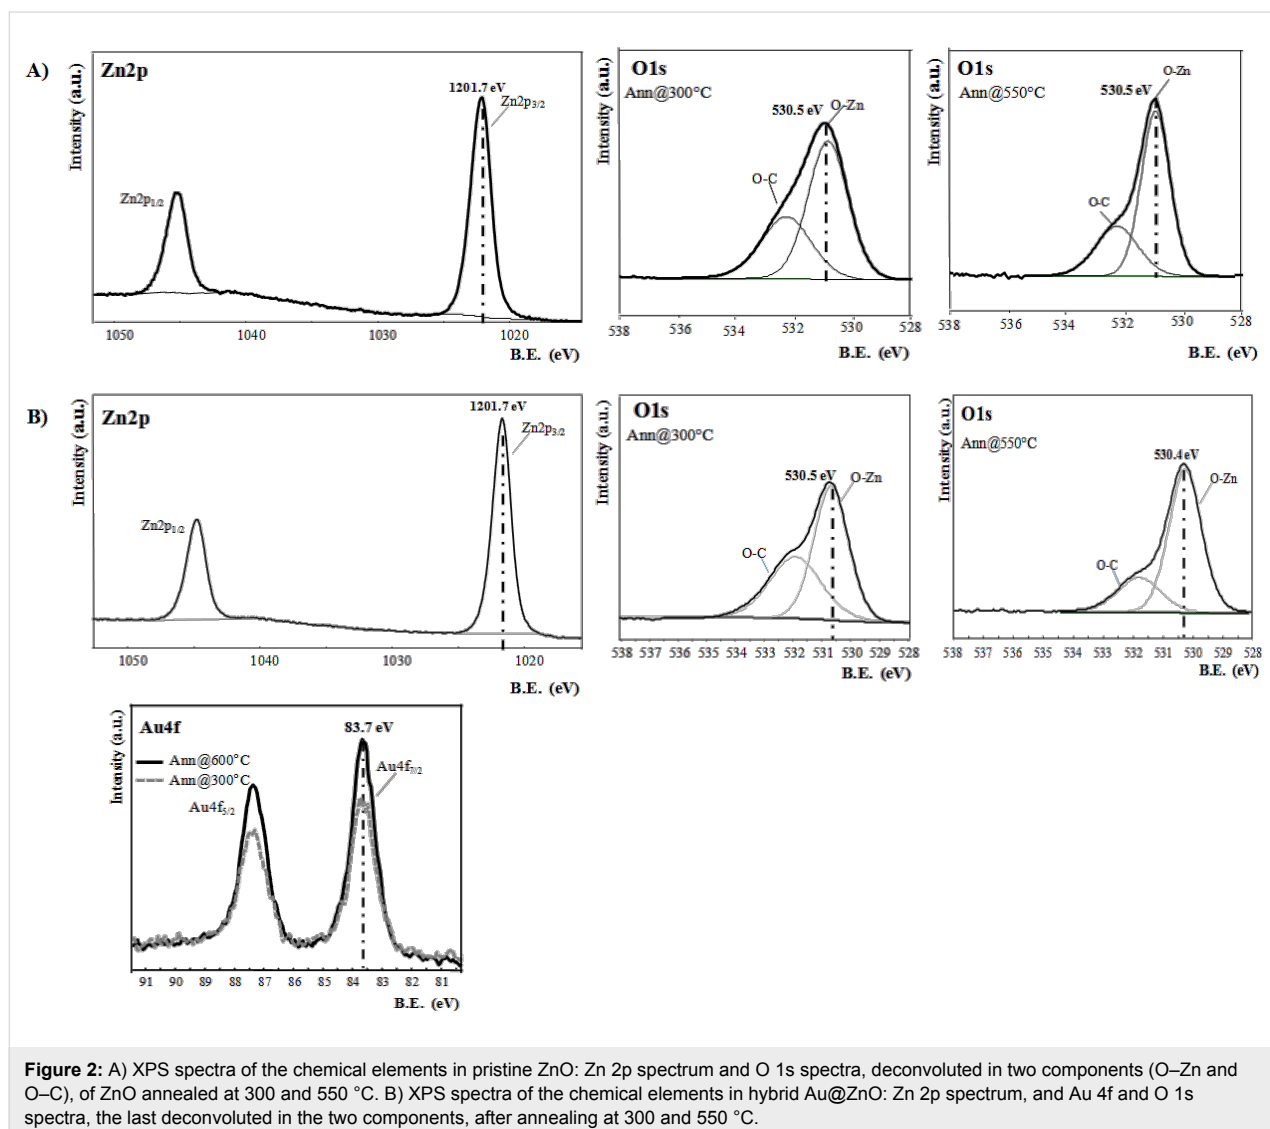 A)
Zn2p
Intensity (a.u.)
1201.7 eV
Zn2p3/2
Zn2p1/2
1050 1040 1030 1020
B.E. (eV)
O1s
Ann@300°C
Intensity (a.u.)
530.5 eV
O-Zn
O-C
538 536 534 532 530 528
B.E. (eV)
O1s
Ann@550°C
Intensity (a.u.)
530.5 eV
O-Zn
O-C
538 536 534 532 530 528
B.E. (eV)
B)
Zn2p
Intensity (a.u.)
1201.7 eV
Zn2p3/2
Zn2p1/2
1050 1040 1030 1020
B.E. (eV)
O1s
Ann@300°C
Intensity (a.u.)
530.5 eV
O-Zn
O-C
538 537 536 535 534 533 532 531 530 529 528
B.E. (eV)
O1s
Ann@550°C
Intensity (a.u.)
530.4 eV
O-Zn
O-C
538 537 536 535 534 533 532 531 530 529 528
B.E. (eV)
Au4f
Intensity (a.u.)
83.7 eV
Ann@600°C
Ann@300°C
Au4f7/2
Au4f5/2
91 90 89 88 87 86 85 84 83 82 81
B.E. (eV)
Figure 2: A) XPS spectra of the chemical elements in pristine ZnO: Zn 2p spectrum and O 1s spectra, deconvoluted in two components (O–Zn and
O–C), of ZnO annealed at 300 and 550 °C. B) XPS spectra of the chemical elements in hybrid Au@ZnO: Zn 2p spectrum, and Au 4f and O 1s
spectra, the last deconvoluted in the two components, after annealing at 300 and 550 °C.